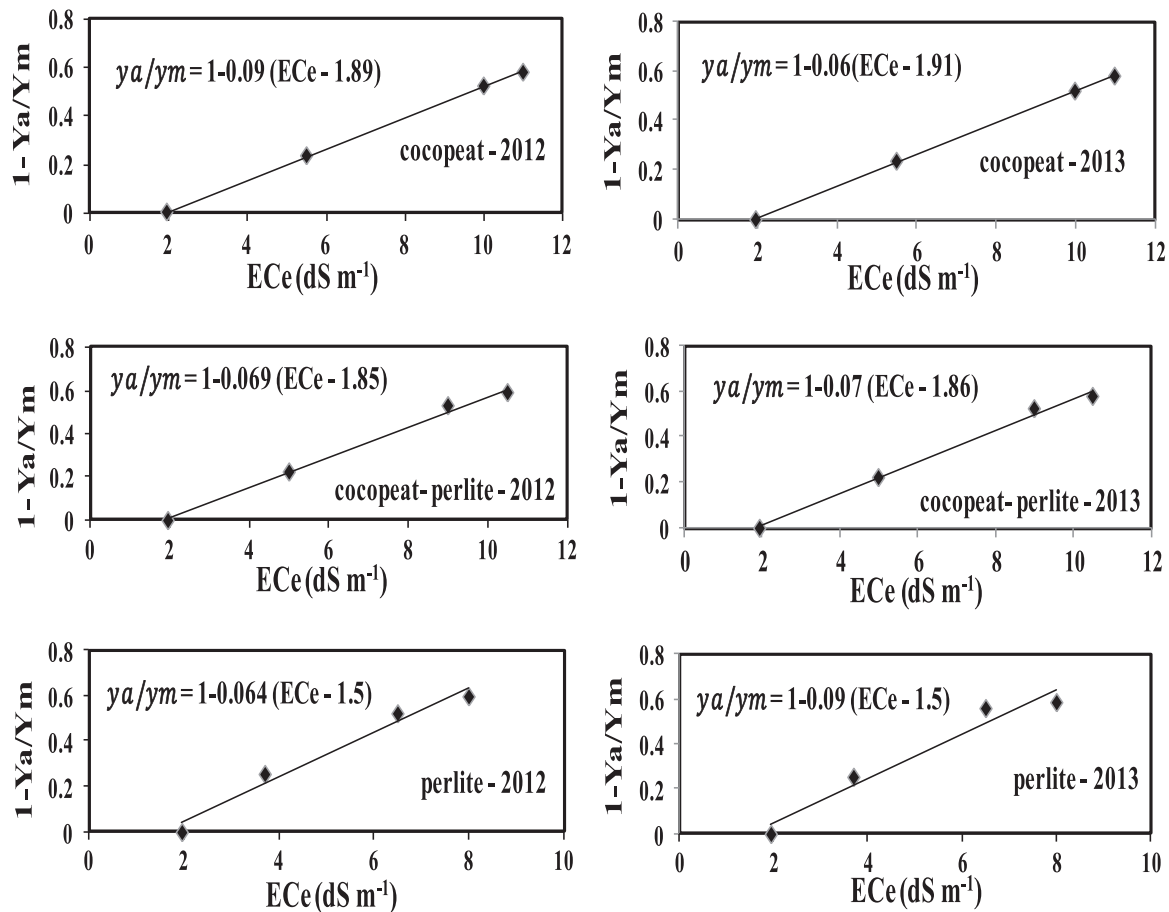 1- Ya/Ym
0.8
0.6
0.4
0.2
0
ya/ym = 1-0.09 (ECe - 1.89)
cocopeat - 2012
0 2 4 6 8 10 12
ECe (dS m⁻¹)
1-Ya/Ym
0.8
0.6
0.4
0.2
0
ya/ym = 1-0.06(ECe - 1.91)
cocopeat - 2013
0 2 4 6 8 10 12
ECe (dS m⁻¹)
1- Ya/Ym
0.8
0.6
0.4
0.2
0
ya/ym = 1-0.069 (ECe - 1.85)
cocopeat- perlite - 2012
0 2 4 6 8 10 12
ECe (dS m⁻¹)
1- Ya/Ym
0.8
0.6
0.4
0.2
0
ya/ym = 1-0.07 (ECe - 1.86)
cocopeat- perlite - 2013
0 2 4 6 8 10 12
ECe (dS m⁻¹)
1-Ya/Ym
0.8
0.6
0.4
0.2
0
ya/ym = 1-0.064 (ECe - 1.5)
perlite - 2012
0 2 4 6 8 10
ECe (dS m⁻¹)
1-Ya/Ym
0.8
0.6
0.4
0.2
0
ya/ym = 1-0.09 (ECe - 1.5)
perlite - 2013
0 2 4 6 8 10
ECe (dS m⁻¹)